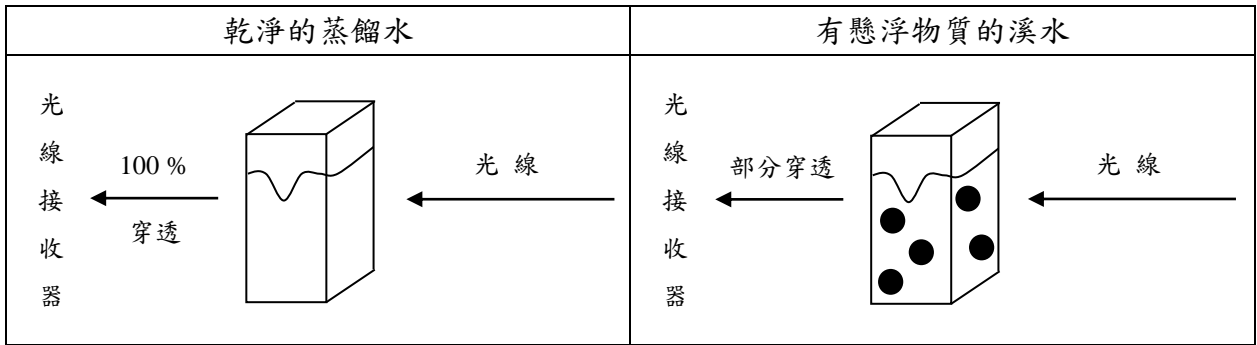 乾淨的蒸餾水
有懸浮物質的溪水
光線接收器
100 %
穿透
光 線
光線接收器
部分穿透
光 線